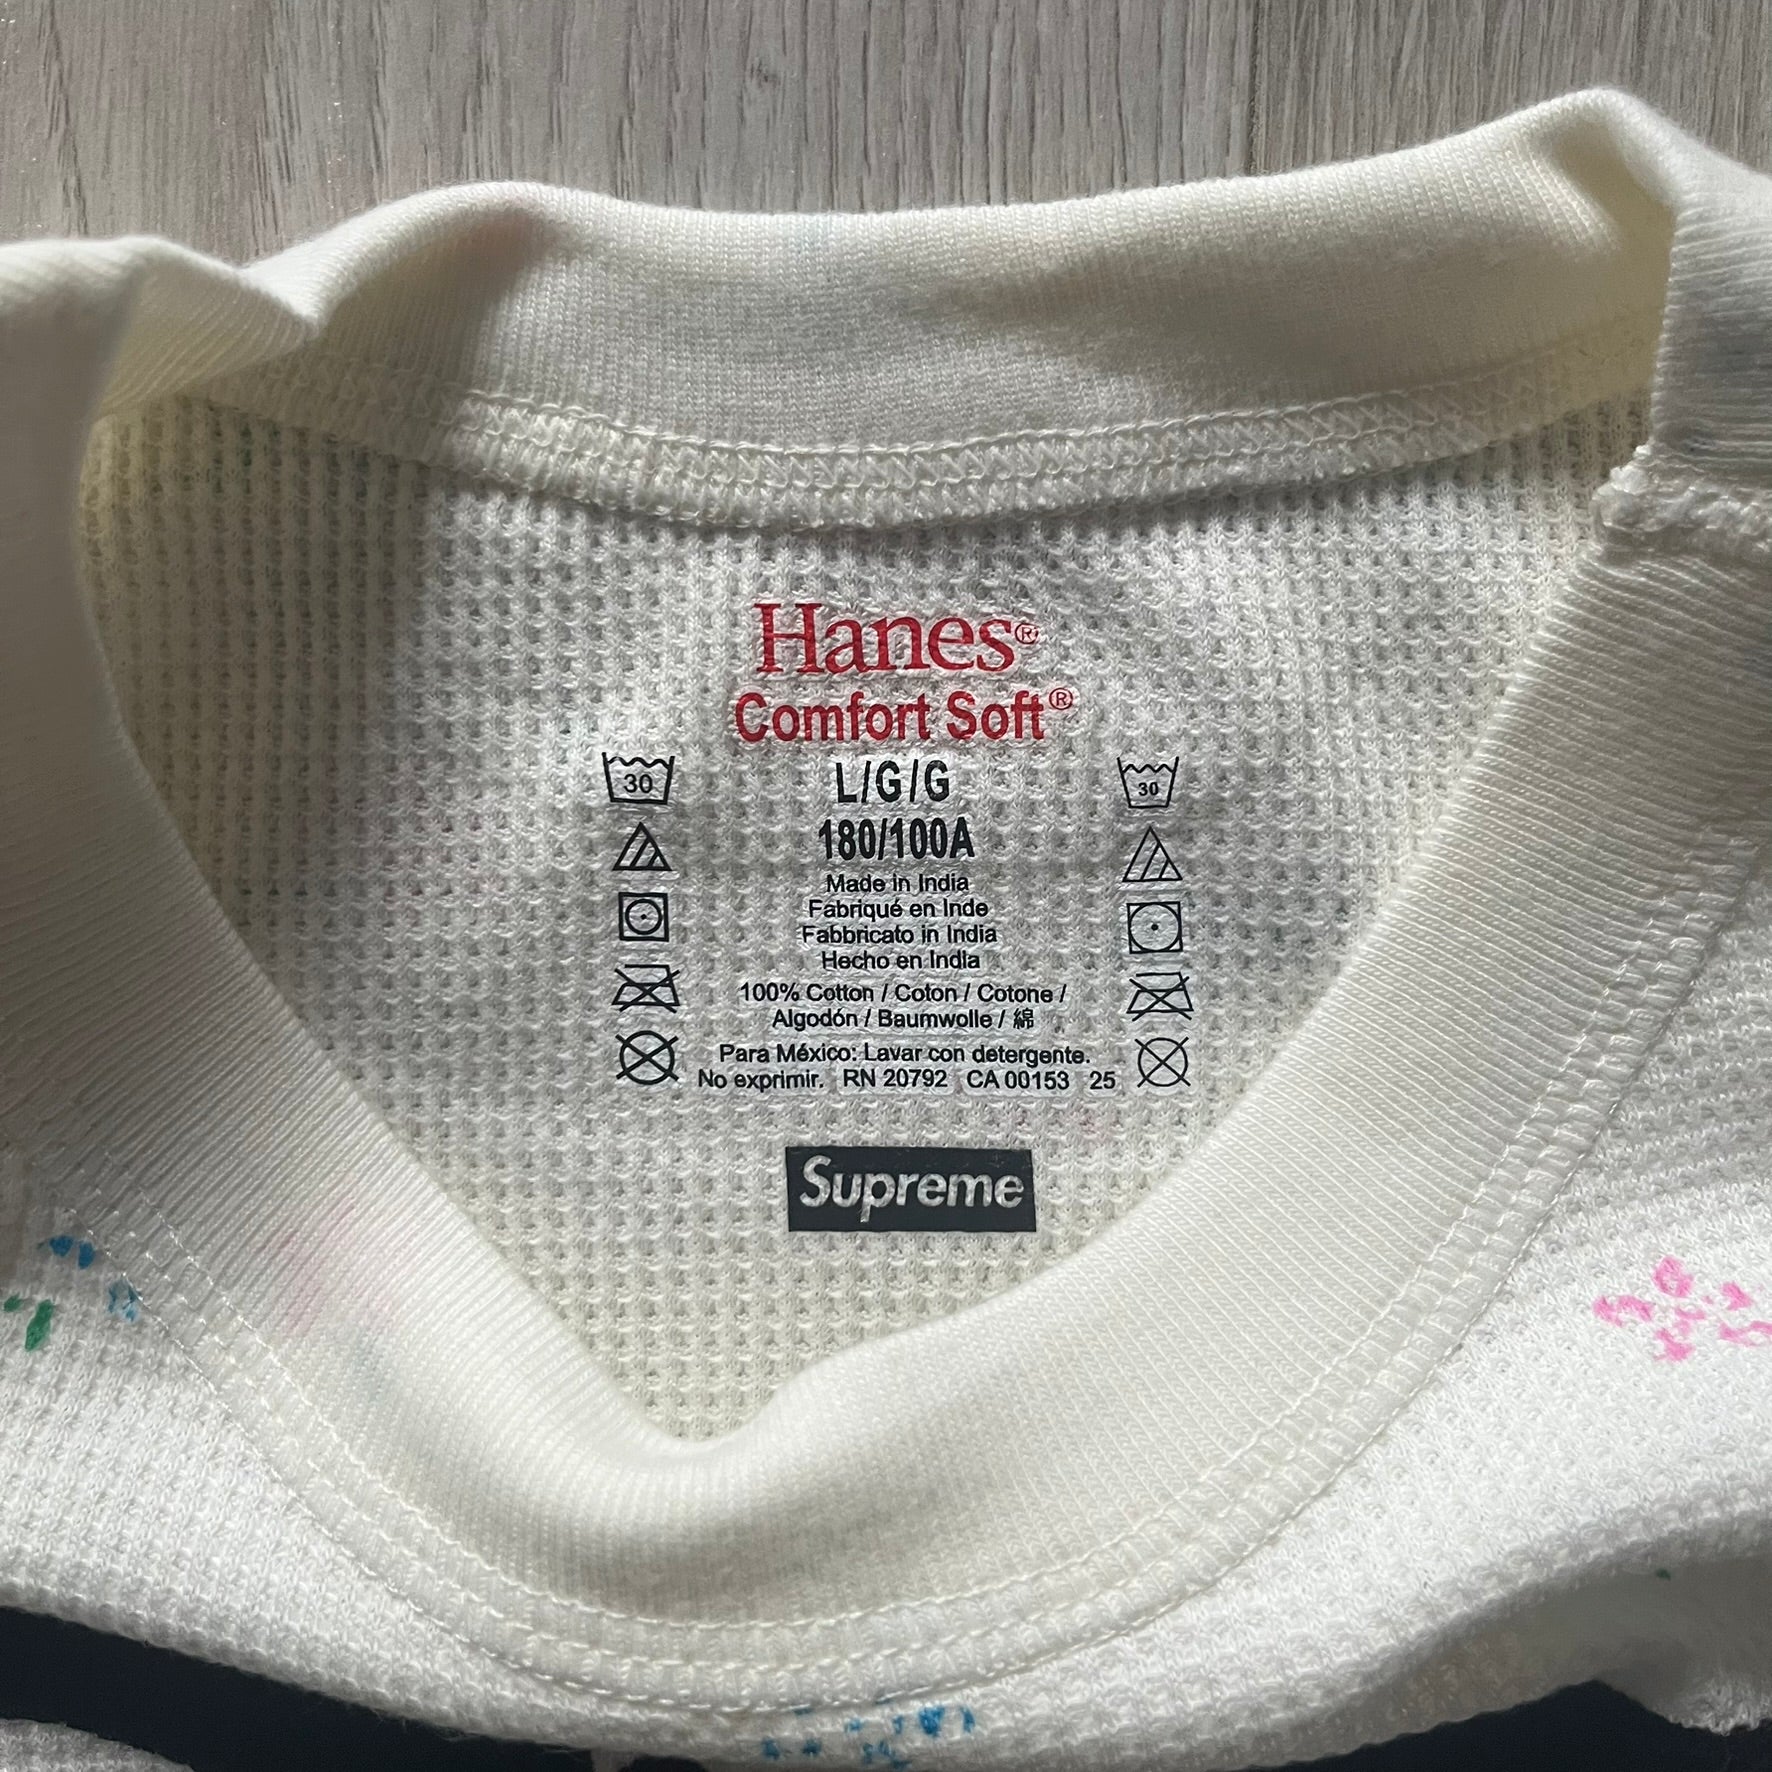 Hanes®
Comfort Soft®
30
L/G/G
30
180/100A
Made in India
Fabriqué en Inde
Fabbricato in India
Hecho en India
100% Cotton / Coton / Cotone /
Algodón / Baumwolle / 綿
Para México: Lavar con detergente.
No exprimir. RN 20792 CA 00153 25
Supreme